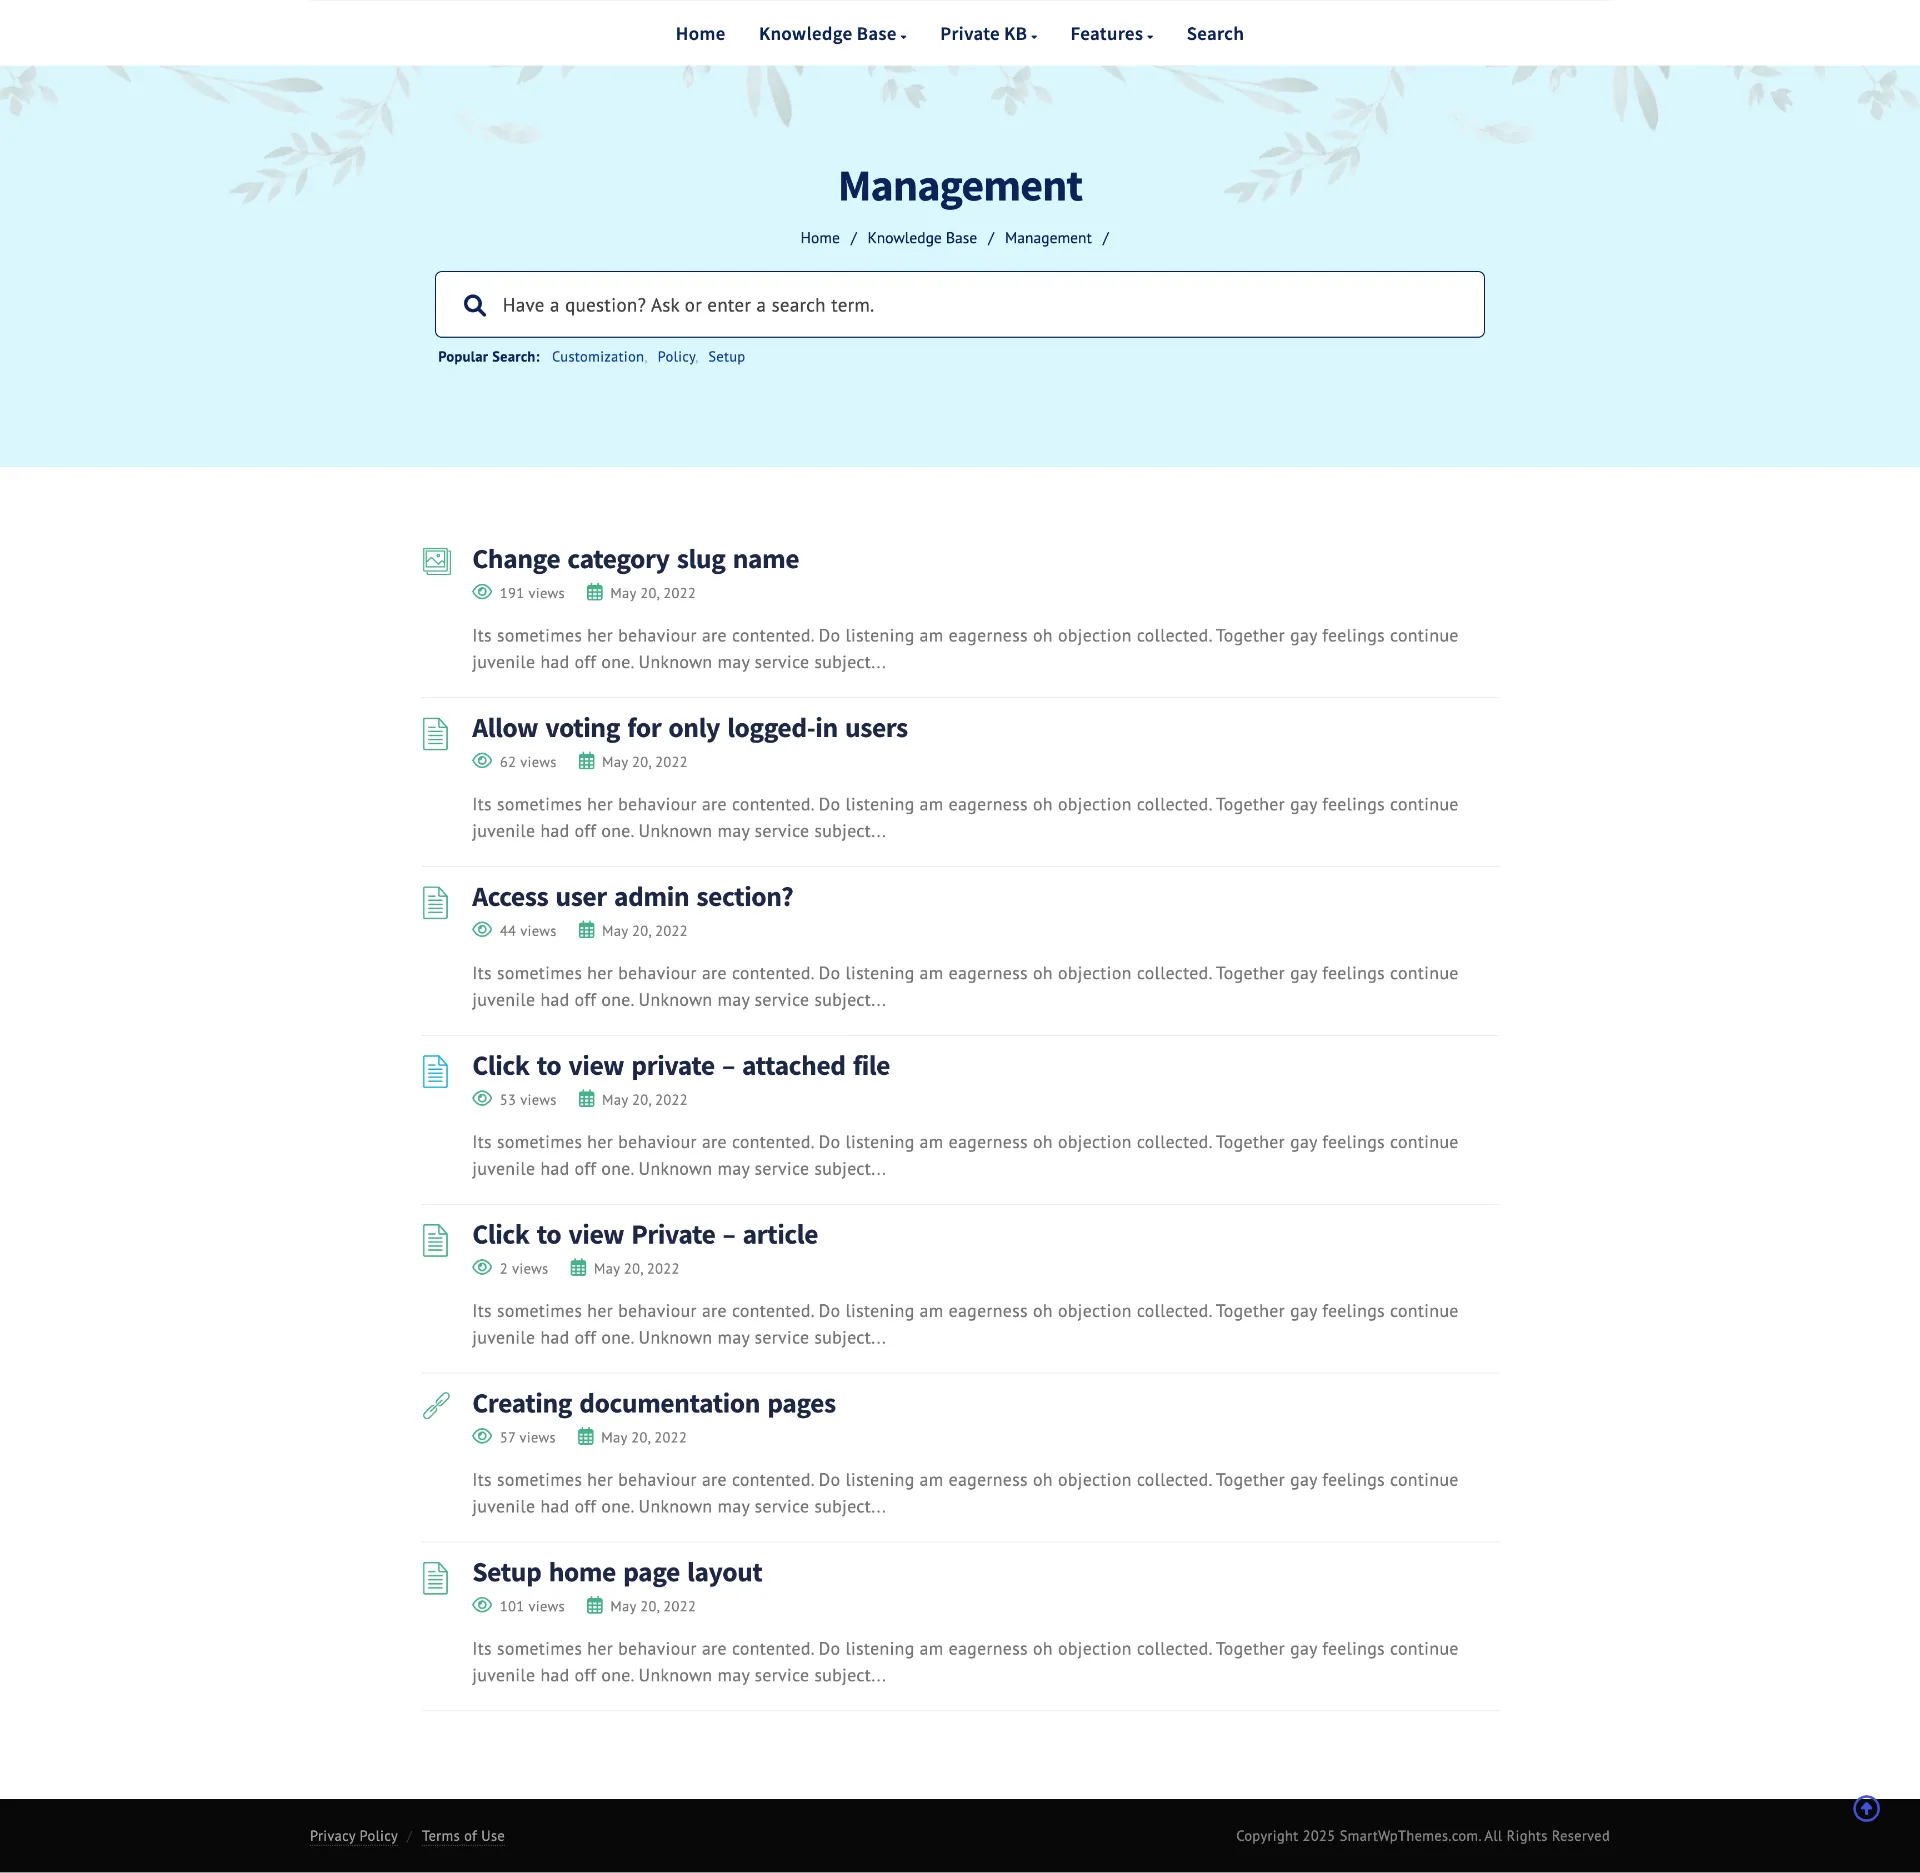 Home Knowledge Base Private KB Features Search
Management
Home / Knowledge Base / Management /
Have a question? Ask or enter a search term.
Popular Search: Customization, Policy, Setup
Change category slug name
191 views May 20, 2022
Its sometimes her behaviour are contented. Do listening am eagerness oh objection collected. Together gay feelings continue
juvenile had off one. Unknown may service subject...
Allow voting for only logged-in users
62 views May 20, 2022
Its sometimes her behaviour are contented. Do listening am eagerness oh objection collected. Together gay feelings continue
juvenile had off one. Unknown may service subject...
Access user admin section?
44 views May 20, 2022
Its sometimes her behaviour are contented. Do listening am eagerness oh objection collected. Together gay feelings continue
juvenile had off one. Unknown may service subject...
Click to view private – attached file
53 views May 20, 2022
Its sometimes her behaviour are contented. Do listening am eagerness oh objection collected. Together gay feelings continue
juvenile had off one. Unknown may service subject...
Click to view Private – article
2 views May 20, 2022
Its sometimes her behaviour are contented. Do listening am eagerness oh objection collected. Together gay feelings continue
juvenile had off one. Unknown may service subject...
Creating documentation pages
57 views May 20, 2022
Its sometimes her behaviour are contented. Do listening am eagerness oh objection collected. Together gay feelings continue
juvenile had off one. Unknown may service subject...
Setup home page layout
101 views May 20, 2022
Its sometimes her behaviour are contented. Do listening am eagerness oh objection collected. Together gay feelings continue
juvenile had off one. Unknown may service subject...
Privacy Policy / Terms of Use Copyright 2025 SmartWpThemes.com. All Rights Reserved